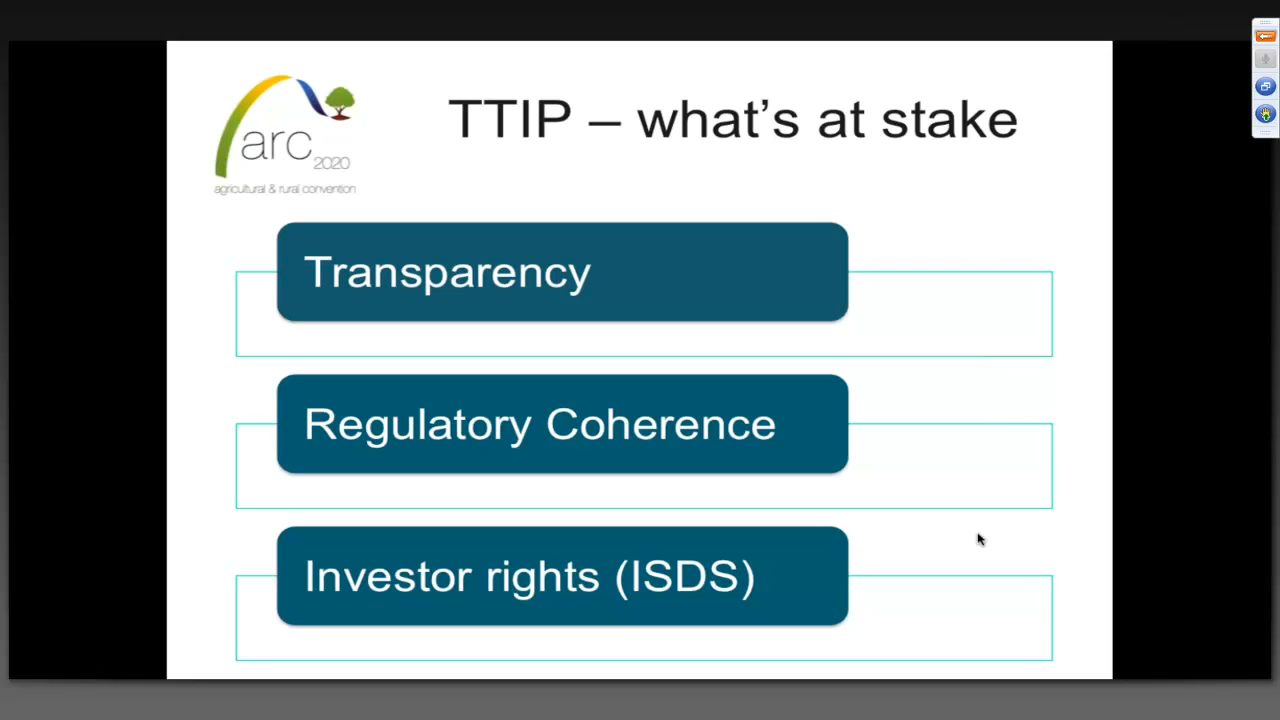 arc
2020
agricultural & rural convention
TTIP – what’s at stake
Transparency
Regulatory Coherence
Investor rights (ISDS)